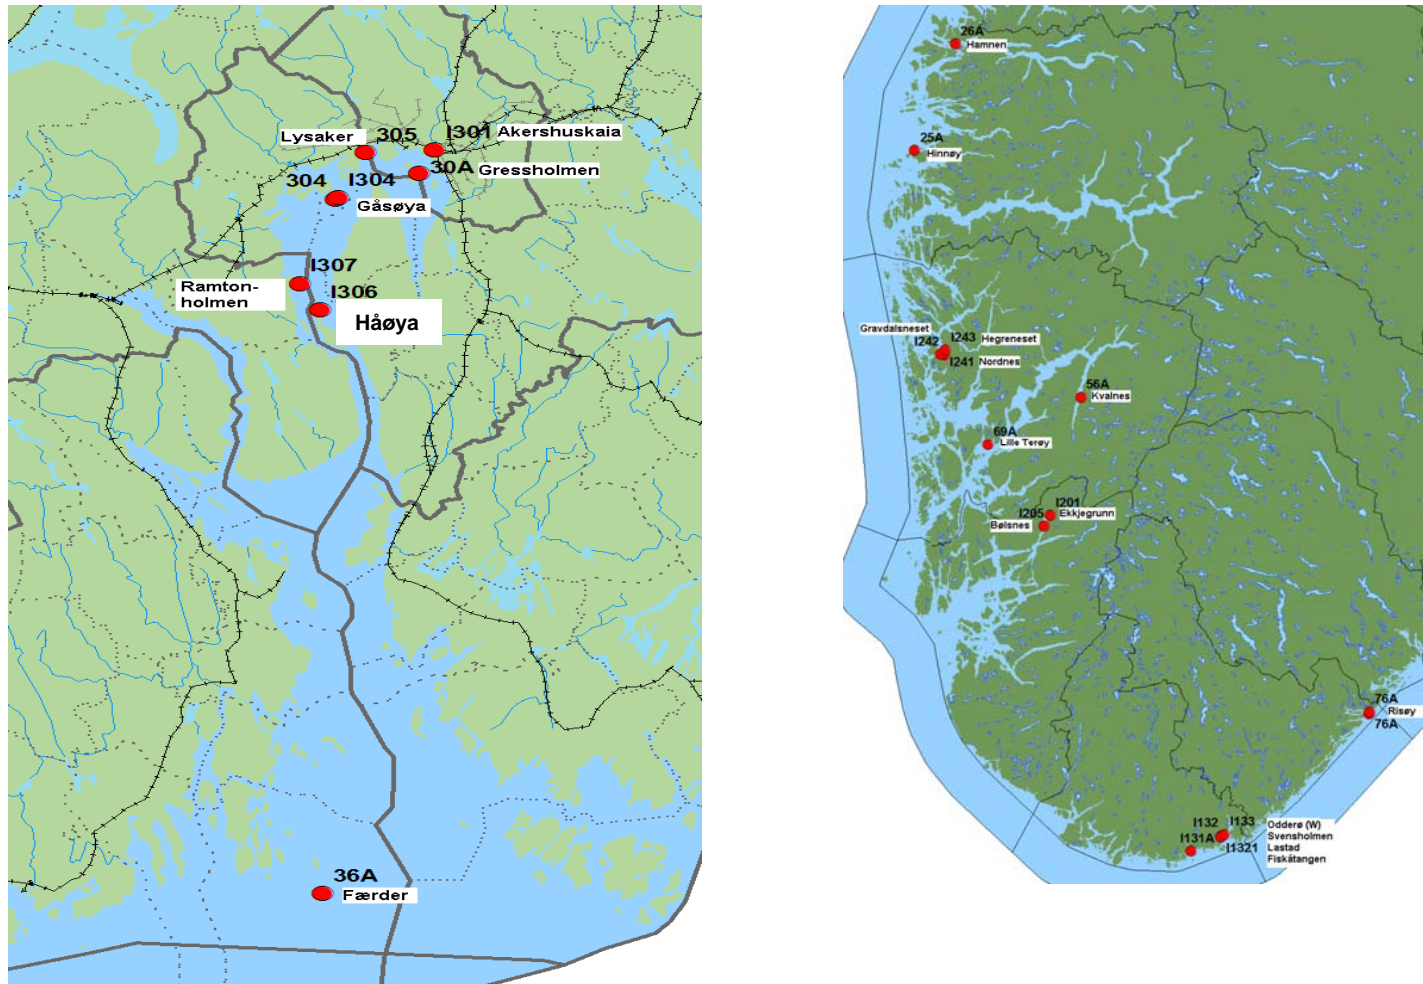 Lysaker
305
I301
Akershuskaia
30A
Gressholmen
304
I304
Gåsøya
I307
Ramton-
holmen
I306
Håøya
36A
Færder
26A
Hamnen
25A
Hinnøy
Gravdalsneset
I242
I243
Hegreneset
I241
Nordnes
56A
Kvalnes
69A
Lille Terøy
I201
Ekkjegrunn
I205
Bølsnes
76A
Risøy
76A
I132
I133
I131A
I1321
Odderø (W)
Svensholmen
Lastad
Fiskåtangen